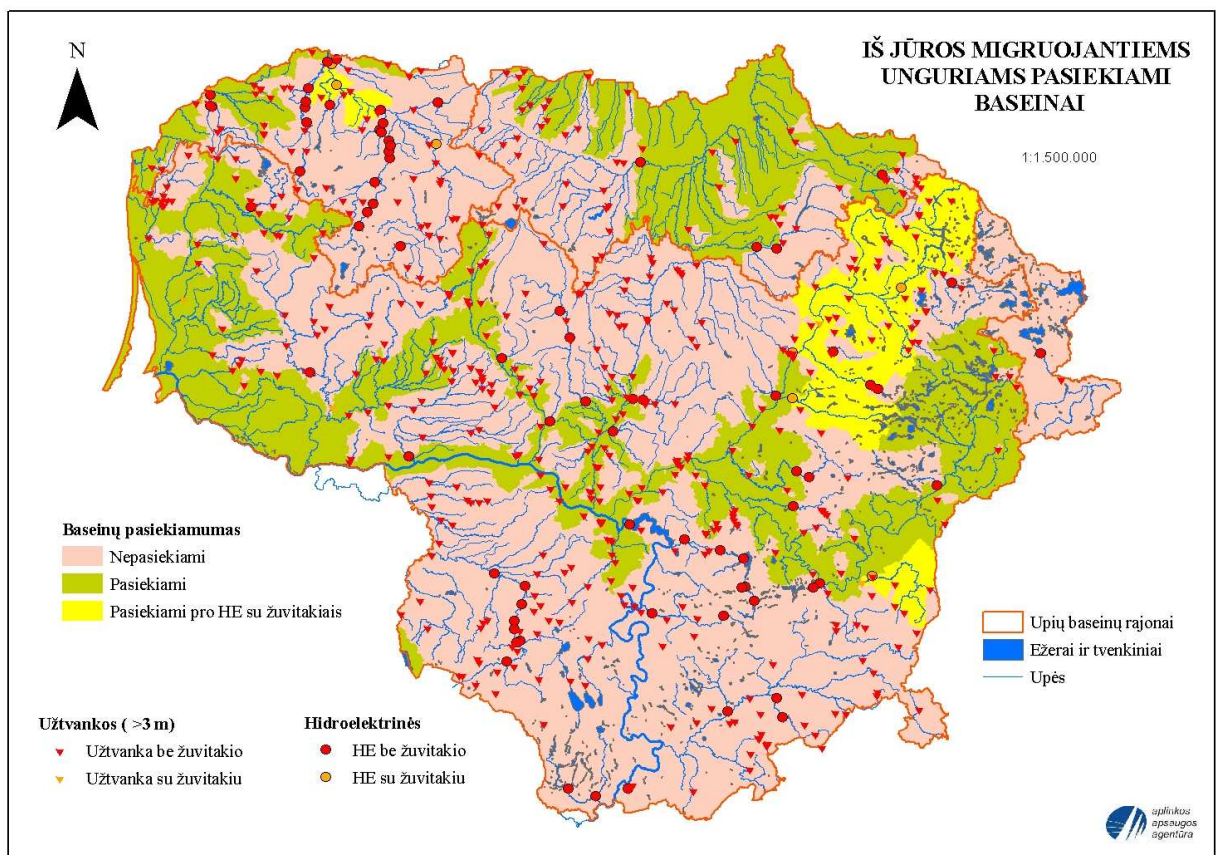 N
IŠ JŪROS MIGRUOJANTIEMS
UNGURIAMS PASIEKIAMI
BASEINAI
1:1.500.000
Baseinų pasiekiamumas
Nepasiekiami
Pasiekiami
Pasiekiami pro HE su žuvitakiais
Upių baseinų rajonai
Ežerai ir tvenkiniai
Upės
Užtvankos ( >3 m)
Užtvanka be žuvitakio
Užtvanka su žuvitakiu
Hidroelektrinės
HE be žuvitakio
HE su žuvitakiu
aplinkos
apsaugos
agentūra